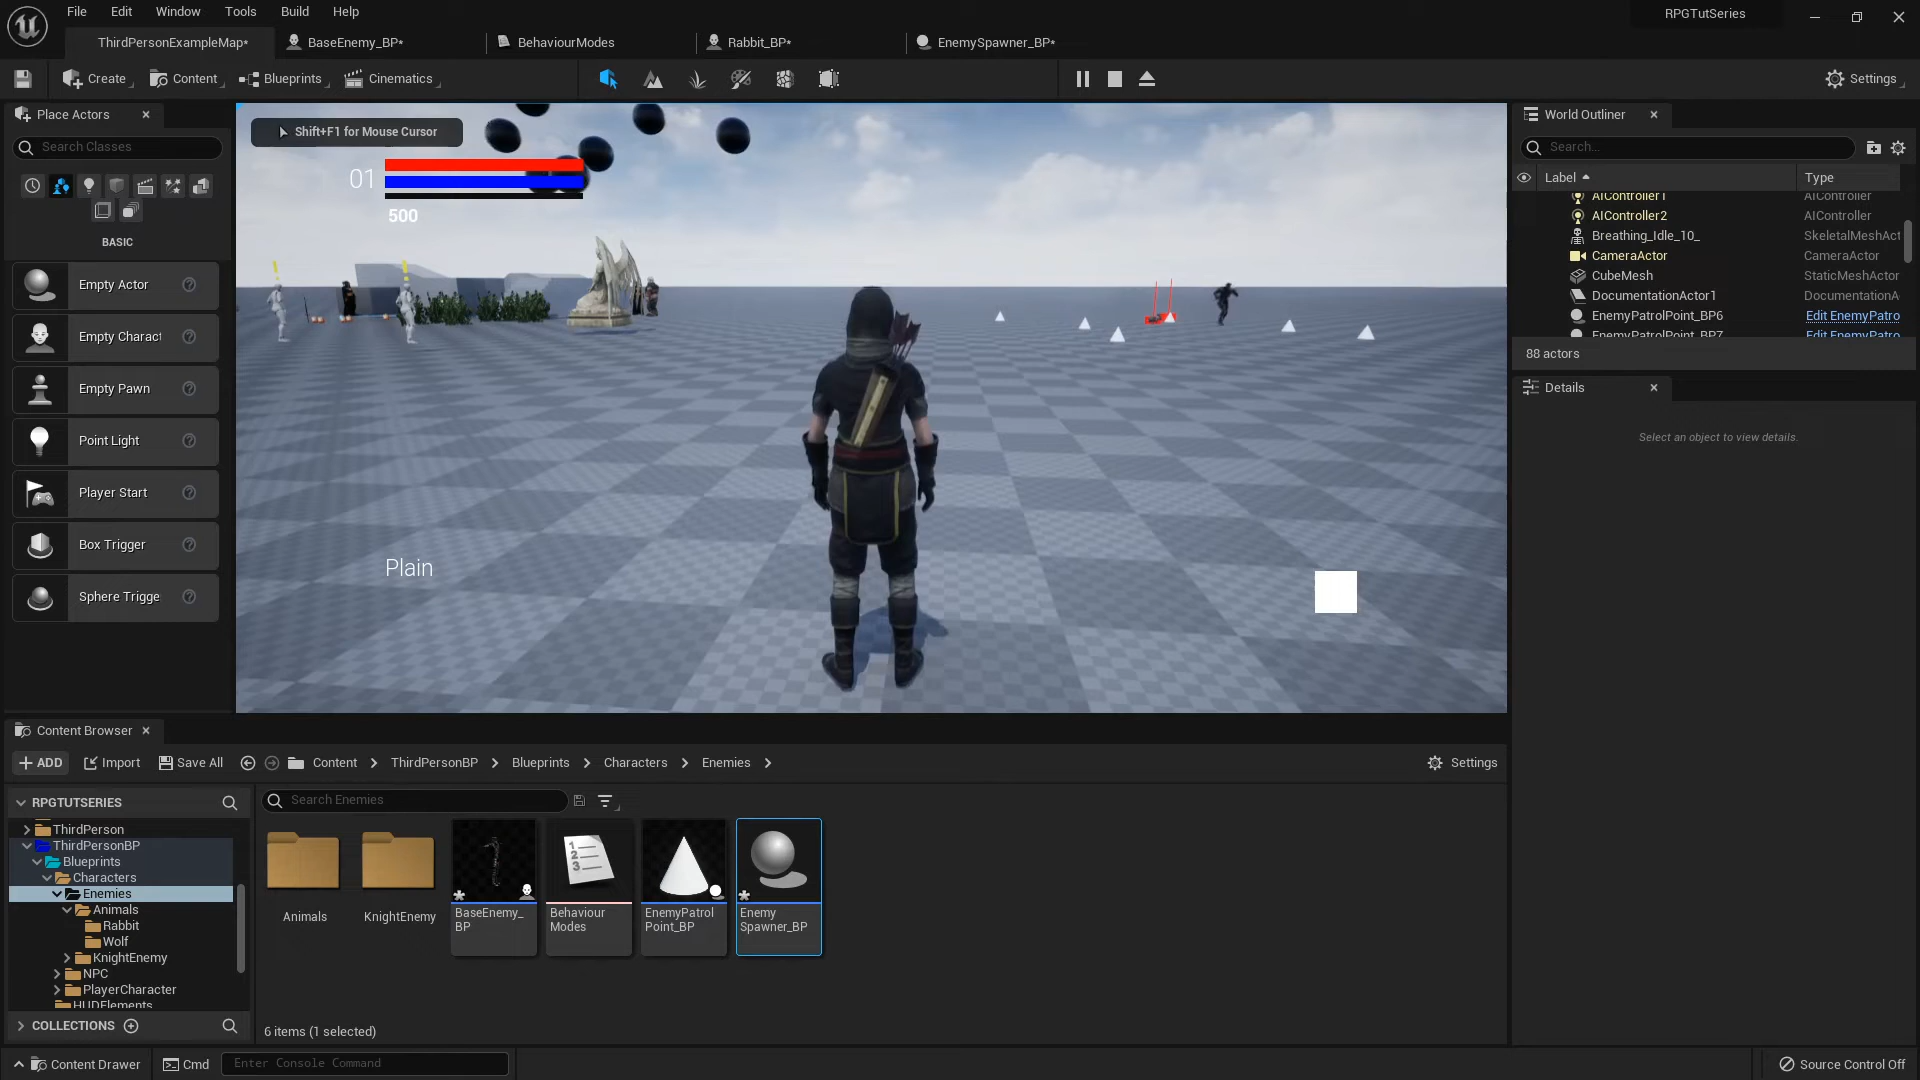 File Edit Window Tools Build Help
RPGTutSeries
ThirdPersonExampleMap* BaseEnemy_BP* BehaviourModes Rabbit_BP* EnemySpawner_BP*
Create Content Blueprints Cinematics Settings
Place Actors
Search Classes
BASIC
Empty Actor
Empty Charact
Empty Pawn
Point Light
Player Start
Box Trigger
Sphere Trigge
Shift+F1 for Mouse Cursor
01
500
Plain
World Outliner
Search...
Label Type
AIController1 AIController
AIController2 AIController
Breathing_Idle_10_ SkeletalMeshAct
CameraActor CameraActor
CubeMesh StaticMeshActor
DocumentationActor1 DocumentationA
EnemyPatrolPoint_BP6 Edit EnemyPatro
EnemyPatrolPoint_BP7 Edit EnemyPatro
88 actors
Details
Select an object to view details.
Content Browser
ADD Import Save All Content ThirdPersonBP Blueprints Characters Enemies Settings
RPGTUTSERIES
ThirdPerson
ThirdPersonBP
Blueprints
Characters
Enemies
Animals
Rabbit
Wolf
KnightEnemy
NPC
PlayerCharacter
HUDElements
COLLECTIONS
Search Enemies
Animals
KnightEnemy
BaseEnemy_
BP
Behaviour
Modes
EnemyPatrol
Point_BP
Enemy
Spawner_BP
6 items (1 selected)
Content Drawer Cmd Enter Console Command Source Control Off